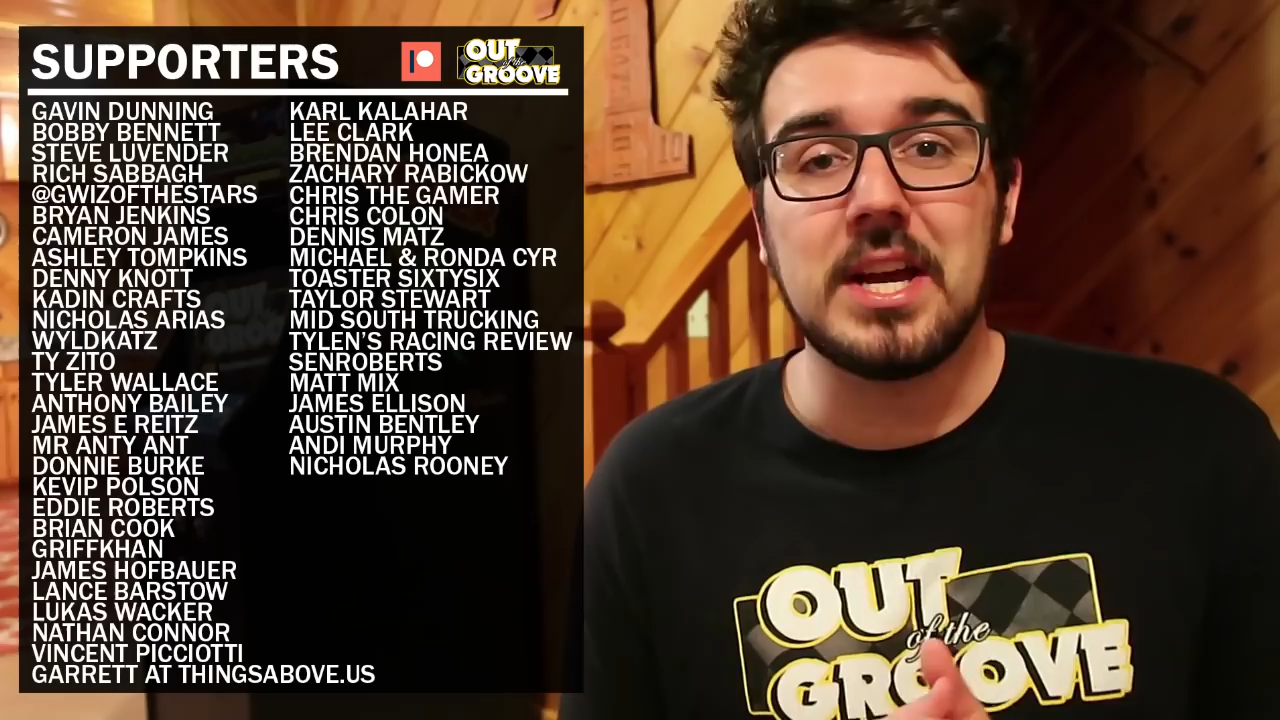 SUPPORTERS
OUT
of the
GROOVE
GAVIN DUNNING
BOBBY BENNETT
STEVE LUVENDER
RICH SABBAGH
@GWIZOFTHESTARS
BRYAN JENKINS
CAMERON JAMES
ASHLEY TOMPKINS
DENNY KNOTT
KADIN CRAFTS
NICHOLAS ARIAS
WYLDKATZ
TY ZITO
TYLER WALLACE
ANTHONY BAILEY
JAMES E REITZ
MR ANTY ANT
DONNIE BURKE
KEVIP POLSON
EDDIE ROBERTS
BRIAN COOK
GRIFFKHAN
JAMES HOFBAUER
LANCE BARSTOW
LUKAS WACKER
NATHAN CONNOR
VINCENT PICCIOTTI
GARRETT AT THINGSABOVE.US
KARL KALAHAR
LEE CLARK
BRENDAN HONEA
ZACHARY RABICKOW
CHRIS THE GAMER
CHRIS COLON
DENNIS MATZ
MICHAEL & RONDA CYR
TOASTER SIXTYSIX
TAYLOR STEWART
MID SOUTH TRUCKING
TYLEN'S RACING REVIEW
SENROBERTS
MATT MIX
JAMES ELLISON
AUSTIN BENTLEY
ANDI MURPHY
NICHOLAS ROONEY
10
OUT
of the
GROOVE